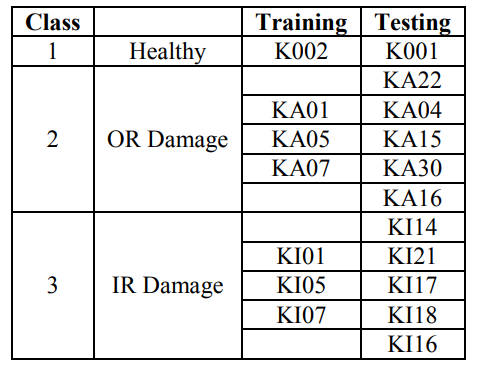 Class Training Testing
1 Healthy K002 K001
KA22
KA01 KA04
2 OR Damage KA05 KA15
KA07 KA30
KA16
KI14
KI01 KI21
3 IR Damage KI05 KI17
KI07 KI18
KI16